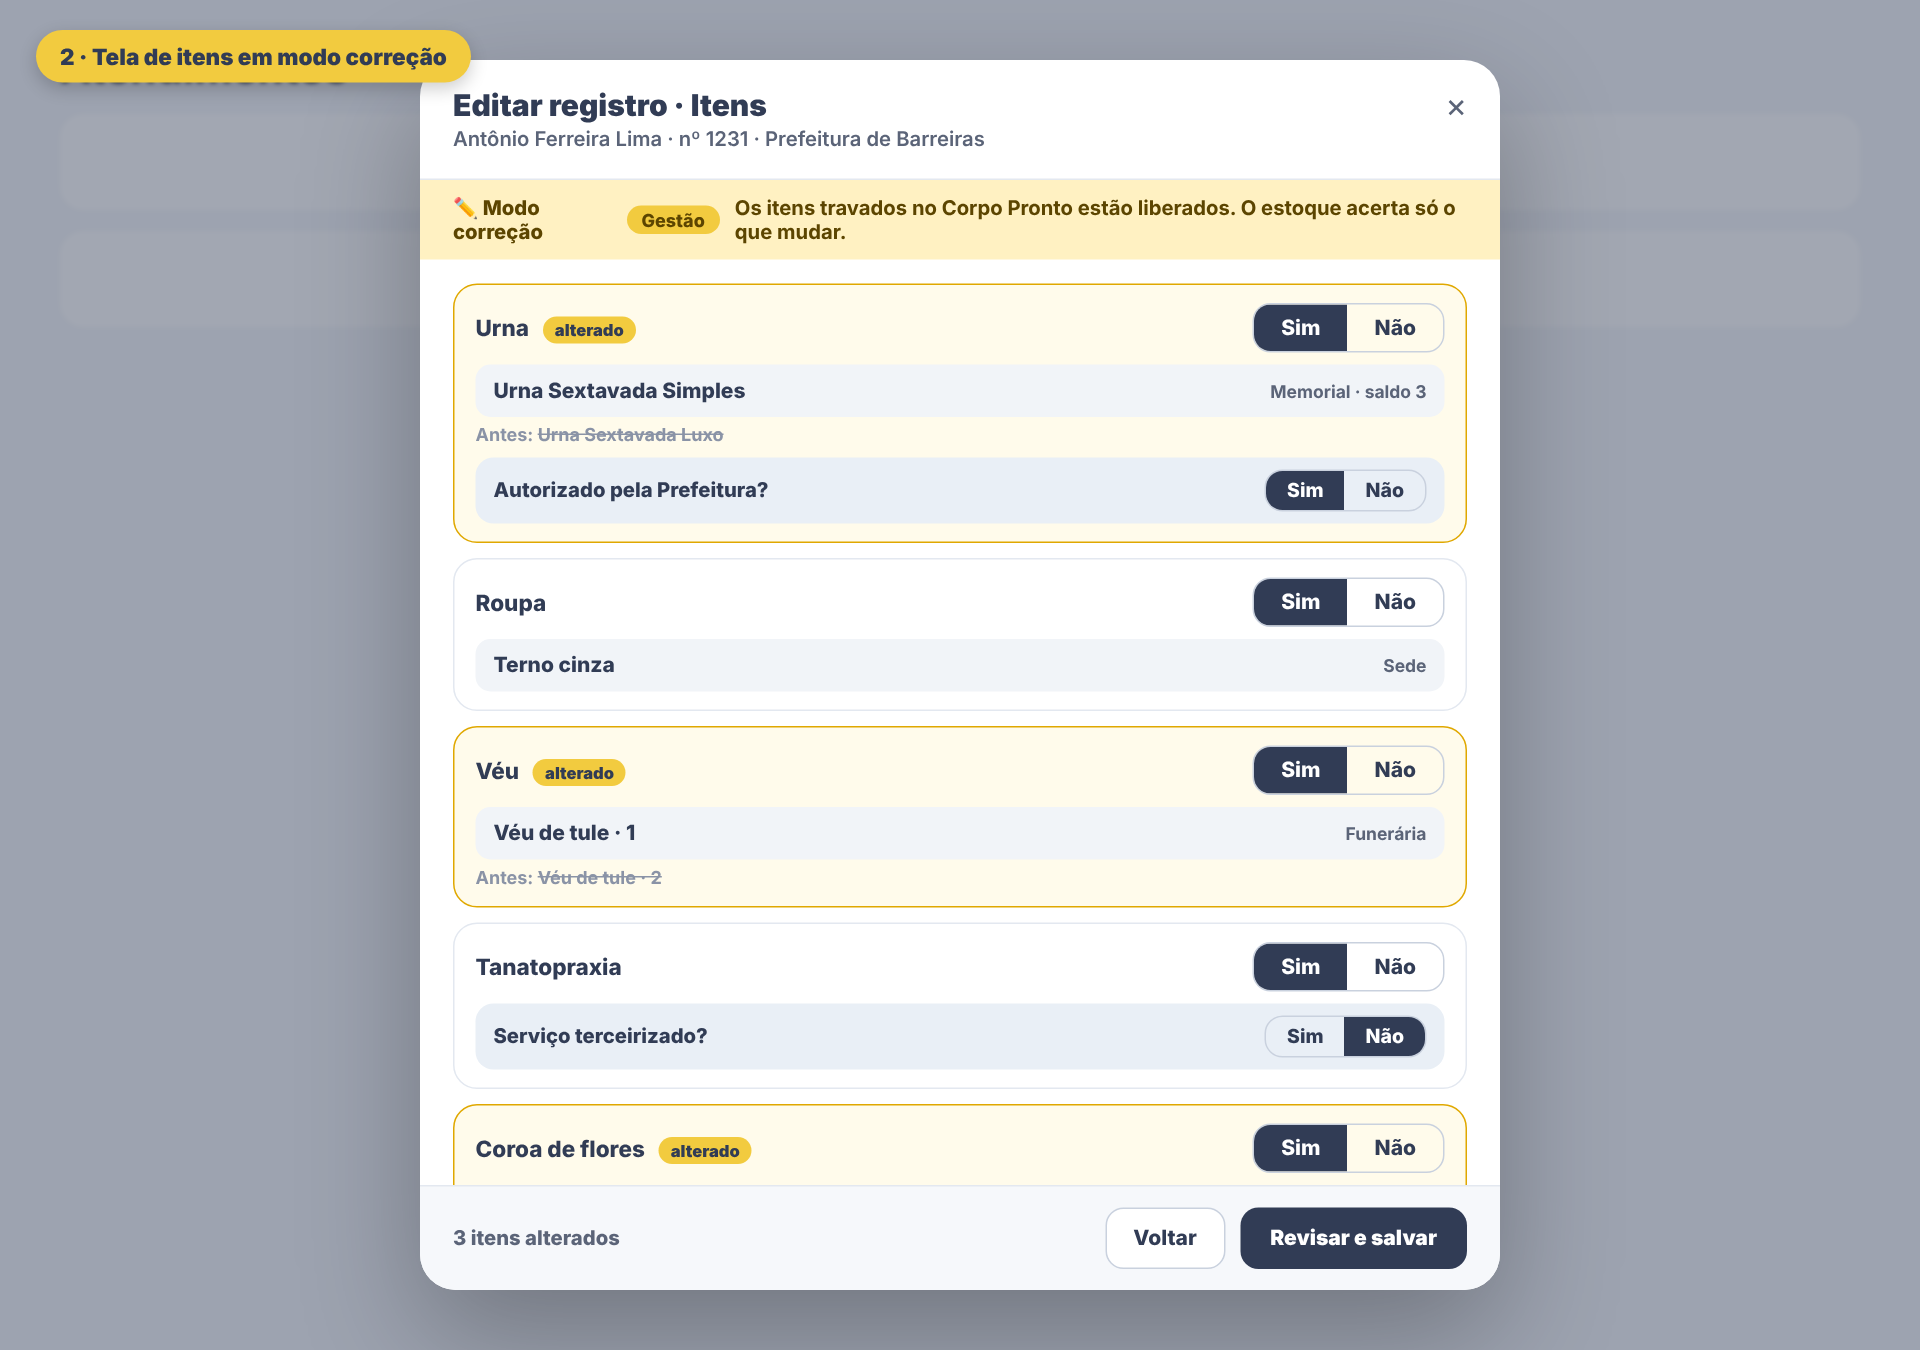 2 · Tela de itens em modo correção
Editar registro · Itens
×
Antônio Ferreira Lima · nº 1231 · Prefeitura de Barreiras
✏️ Modo correção
Gestão
Os itens travados no Corpo Pronto estão liberados. O estoque acerta só o
que mudar.
Urna alterado
Sim Não
Urna Sextavada Simples
Memorial · saldo 3
Antes: Urna Sextavada Luxo
Autorizado pela Prefeitura?
Sim Não
Roupa
Sim Não
Terno cinza
Sede
Véu alterado
Sim Não
Véu de tule · 1
Funerária
Antes: Véu de tule · 2
Tanatopraxia
Sim Não
Serviço terceirizado?
Sim Não
Coroa de flores alterado
Sim Não
3 itens alterados
Voltar
Revisar e salvar